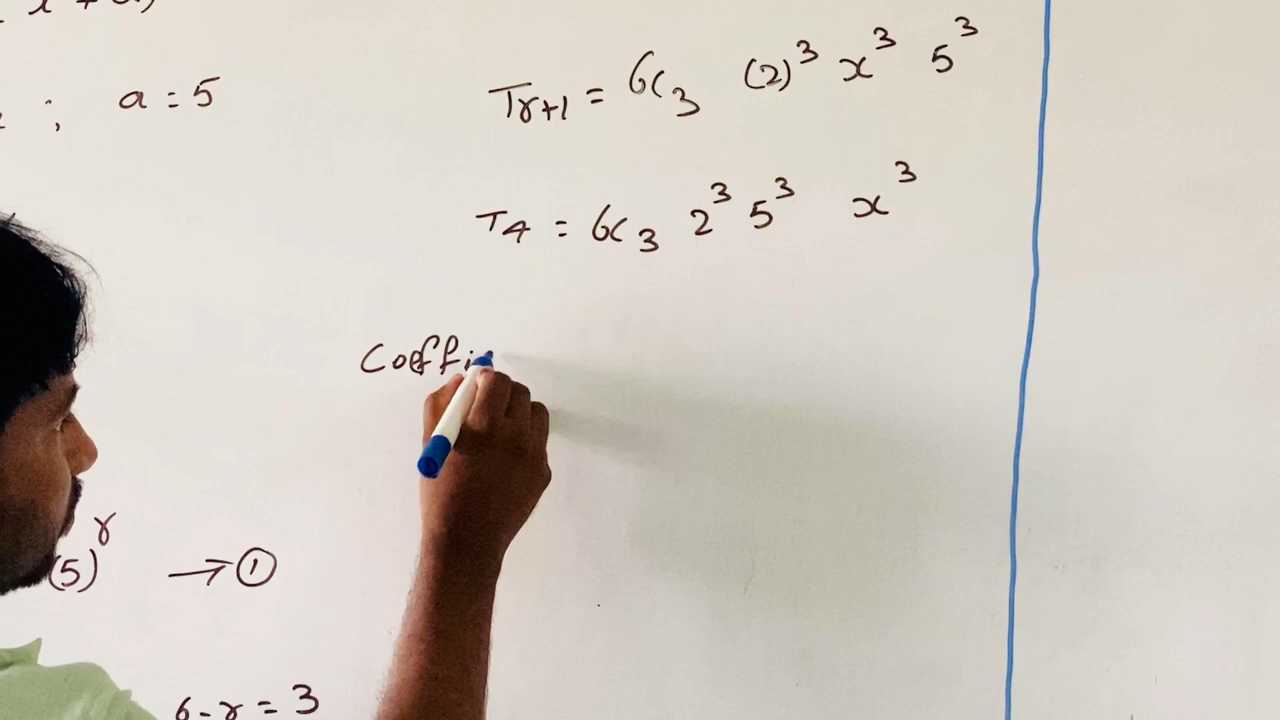 x + a)
; a = 5
Tr+1 = 6C3 (2)^3 x^3 5^3
T4 = 6C3 2^3 5^3 x^3
Coeffi
(5)^r → ①
6-r = 3